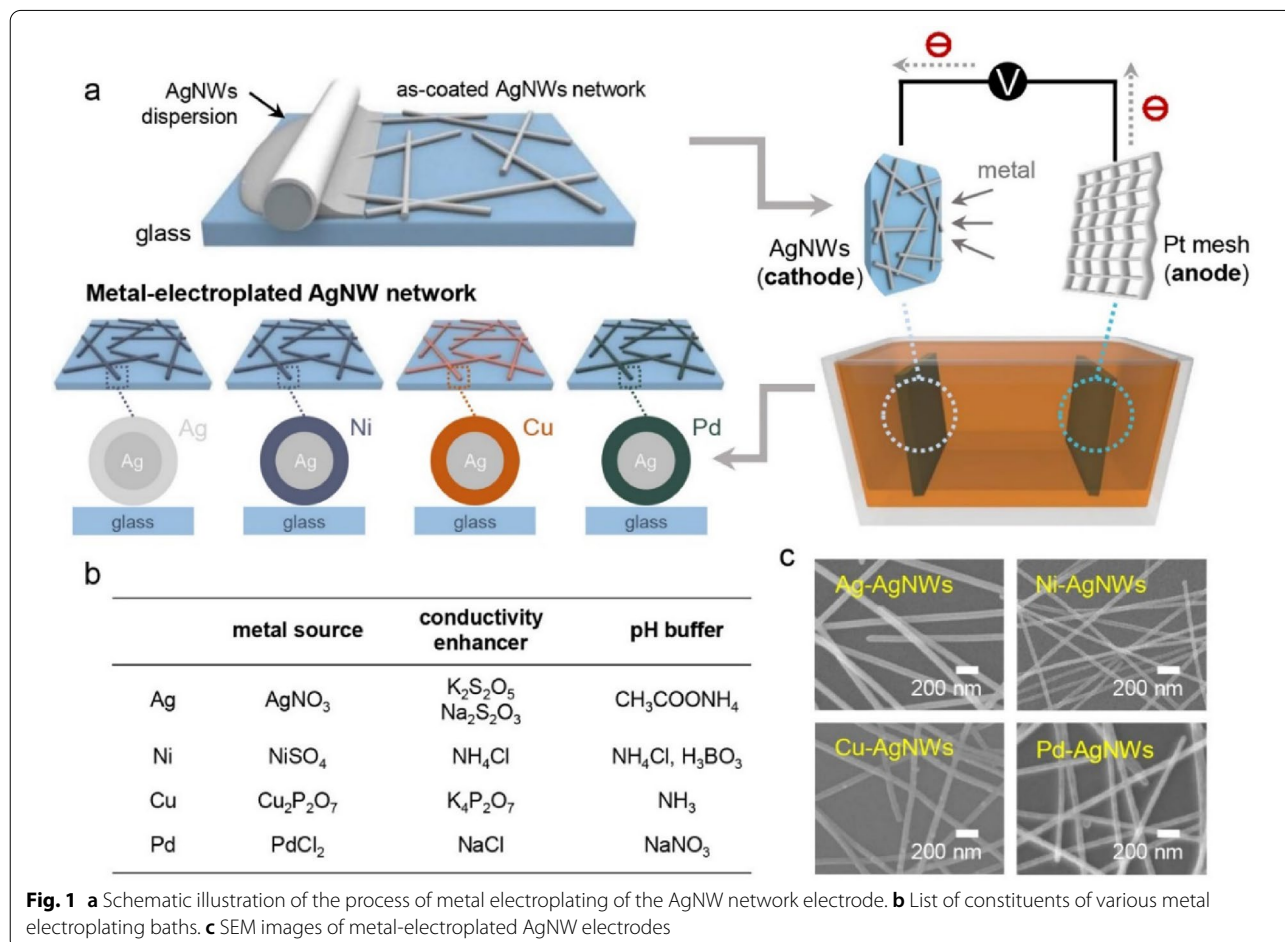 a
AgNWs
dispersion
as-coated AgNWs network
glass
V
metal
AgNWs
(cathode)
Pt mesh
(anode)
Metal-electroplated AgNW network
Ag
Ni
Cu
Pd
Ag
Ag
Ag
Ag
glass
glass
glass
glass
b
metal source
conductivity
enhancer
pH buffer
Ag
AgNO₃
K₂S₂O₅
Na₂S₂O₃
CH₃COONH₄
Ni
NiSO₄
NH₄Cl
NH₄Cl, H₃BO₃
Cu
Cu₂P₂O₇
K₄P₂O₇
NH₃
Pd
PdCl₂
NaCl
NaNO₃
c
Ag-AgNWs
200 nm
Ni-AgNWs
200 nm
Cu-AgNWs
200 nm
Pd-AgNWs
200 nm
Fig. 1 a Schematic illustration of the process of metal electroplating of the AgNW network electrode. b List of constituents of various metal
electroplating baths. c SEM images of metal-electroplated AgNW electrodes